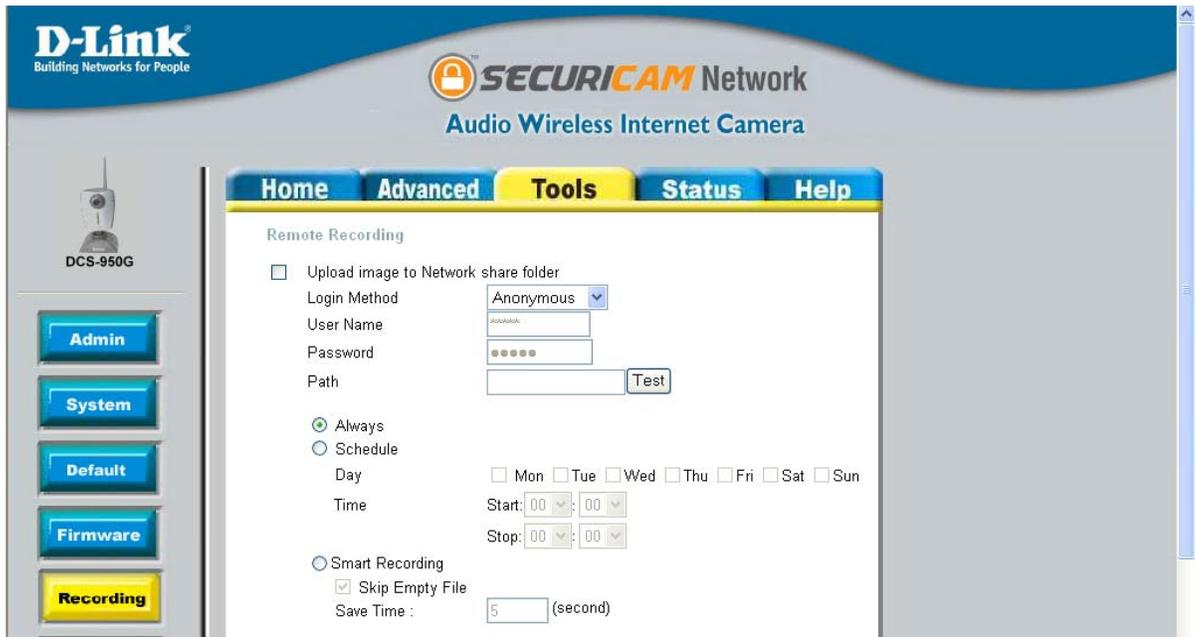 D-Link®
Building Networks for People
SECURICAM™ Network
Audio Wireless Internet Camera
DCS-950G
Home Advanced Tools Status Help
Admin
System
Default
Firmware
Recording
Remote Recording
Upload image to Network share folder
Login Method Anonymous
User Name *****
Password ●●●●●
Path Test
Always
Schedule
Day Mon Tue Wed Thu Fri Sat Sun
Time Start: 00 : 00
Stop: 00 : 00
Smart Recording
Skip Empty File
Save Time : 5 (second)